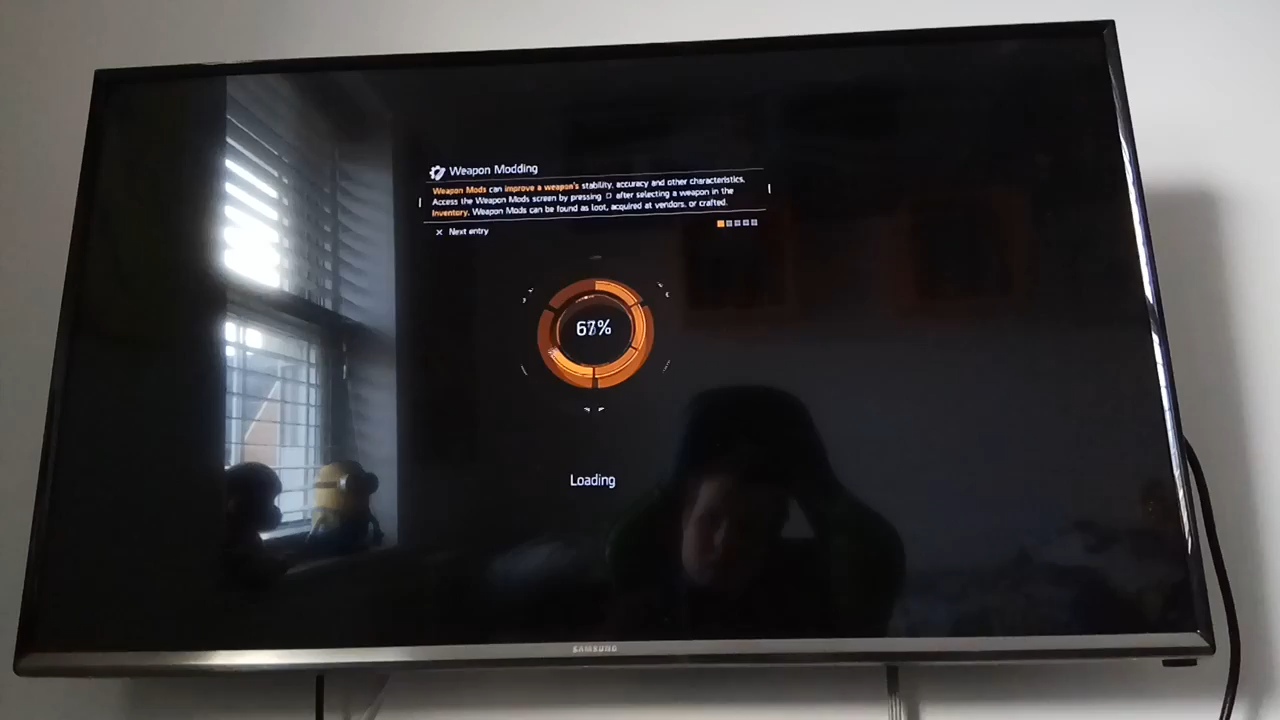 Weapon Modding
Weapon Mods can improve a weapon's stability, accuracy and other characteristics.
Access the Weapon Mods screen by pressing □ after selecting a weapon in the
Inventory. Weapon Mods can be found as loot, acquired at vendors, or crafted.
✕ Next entry
Loading
SAMSUNG